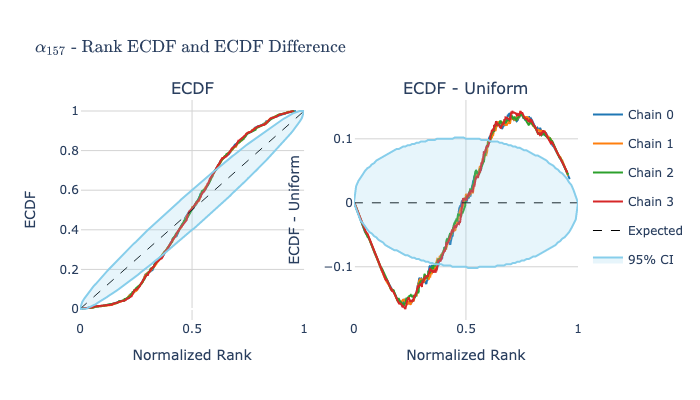 α₁₅₇ - Rank ECDF and ECDF Difference
ECDF
ECDF - Uniform
ECDF
1
0.8
0.6
0.4
0.2
0
0
0.5
1
Normalized Rank
ECDF - Uniform
0.1
0
−0.1
0
0.5
1
Normalized Rank
Chain 0
Chain 1
Chain 2
Chain 3
Expected
95% CI